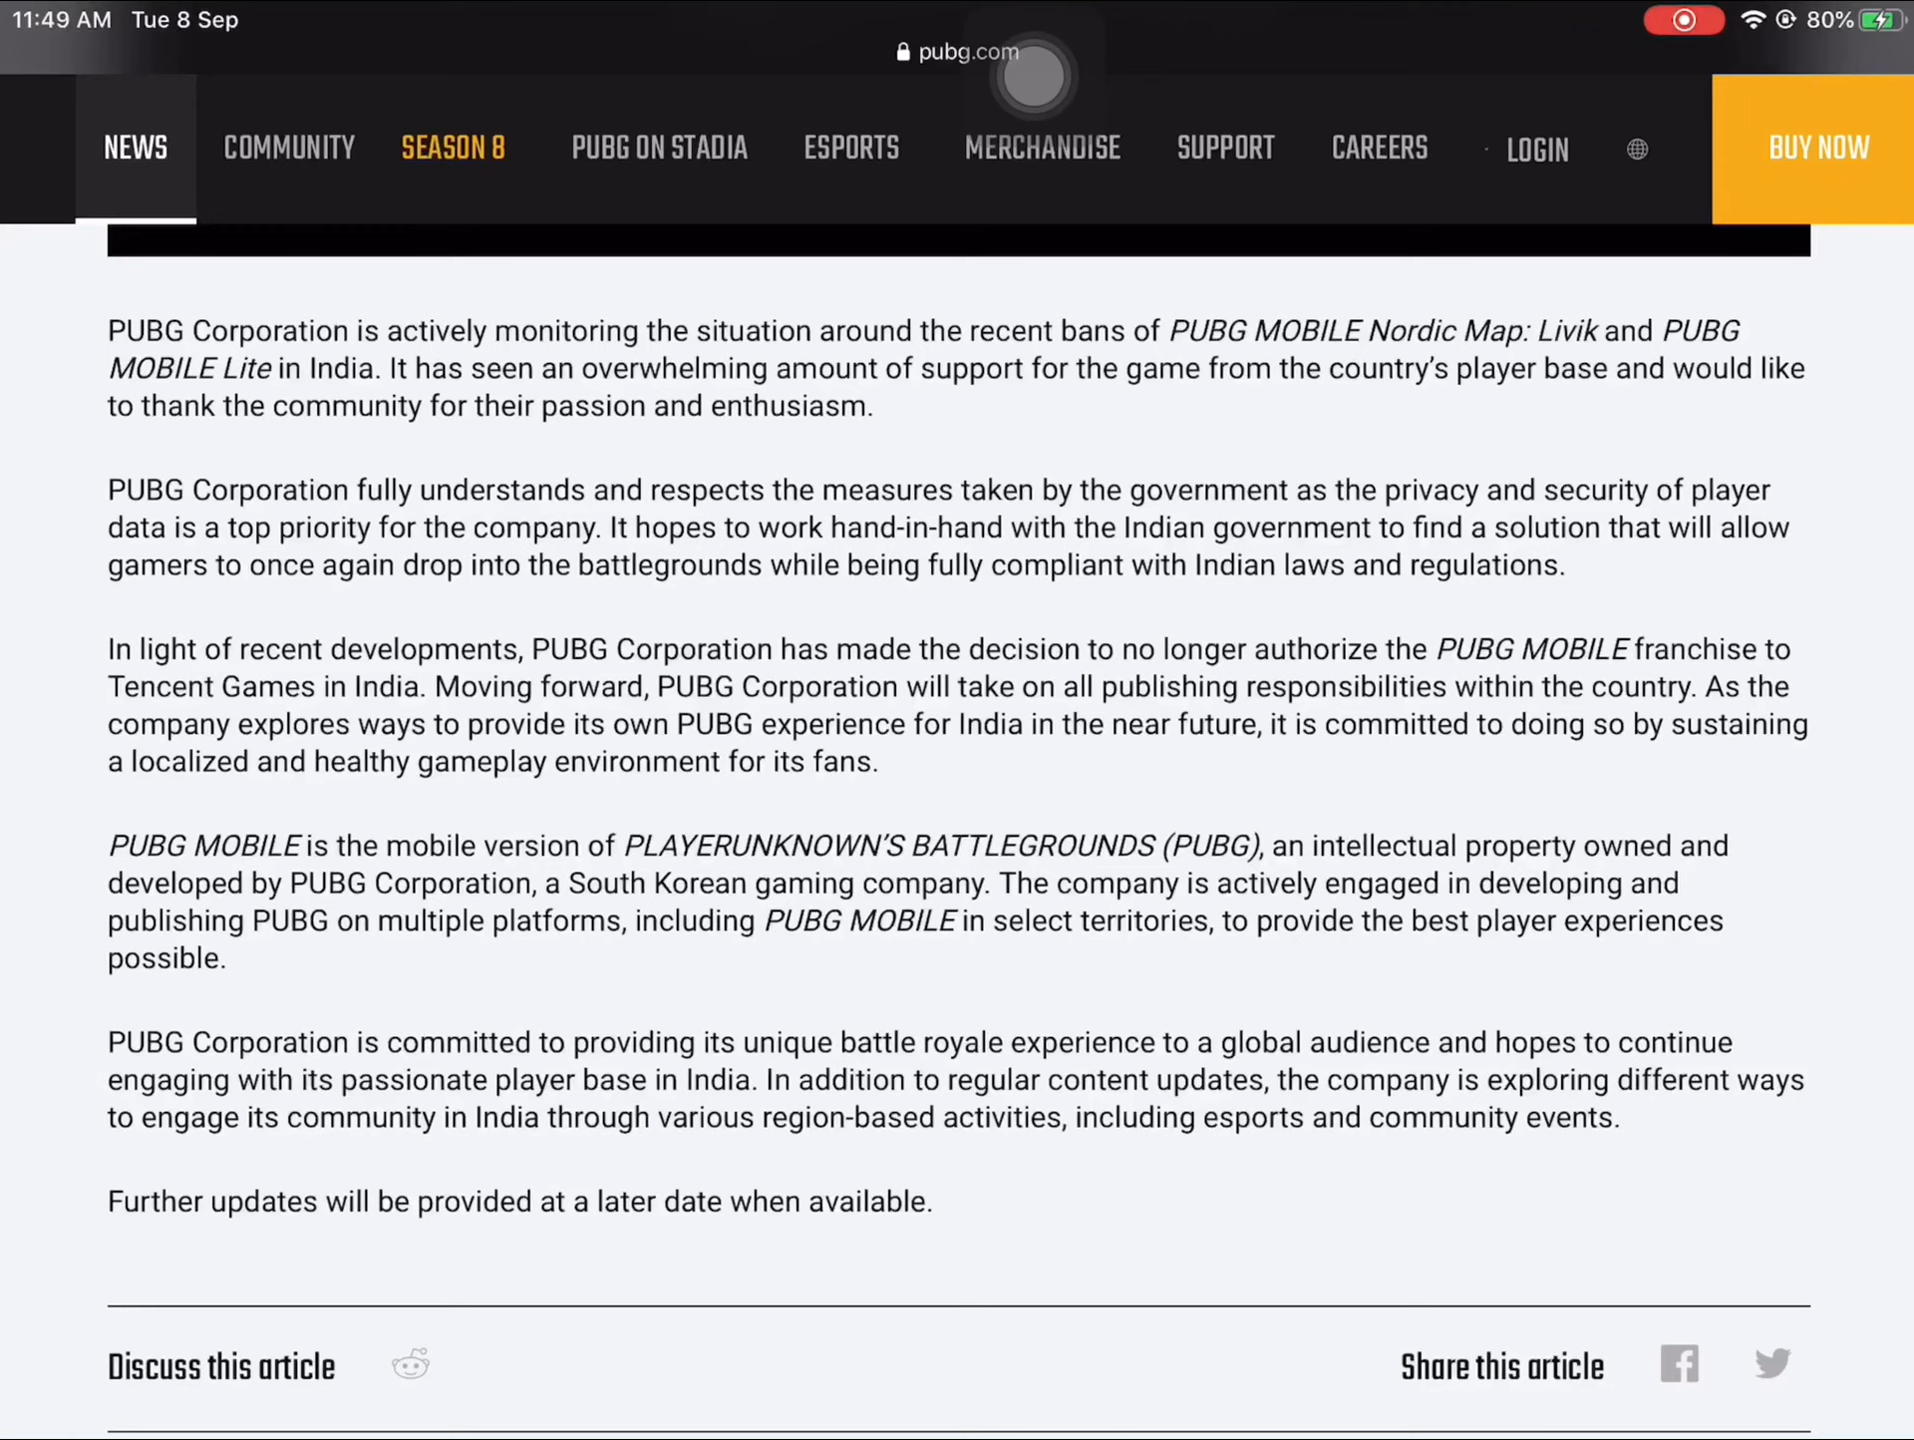 11:49 AM Tue 8 Sep
80%
pubg.com
NEWS COMMUNITY SEASON 8 PUBG ON STADIA ESPORTS MERCHANDISE SUPPORT CAREERS LOGIN BUY NOW
PUBG Corporation is actively monitoring the situation around the recent bans of PUBG MOBILE Nordic Map: Livik and PUBG
MOBILE Lite in India. It has seen an overwhelming amount of support for the game from the country’s player base and would like
to thank the community for their passion and enthusiasm.
PUBG Corporation fully understands and respects the measures taken by the government as the privacy and security of player
data is a top priority for the company. It hopes to work hand-in-hand with the Indian government to find a solution that will allow
gamers to once again drop into the battlegrounds while being fully compliant with Indian laws and regulations.
In light of recent developments, PUBG Corporation has made the decision to no longer authorize the PUBG MOBILE franchise to
Tencent Games in India. Moving forward, PUBG Corporation will take on all publishing responsibilities within the country. As the
company explores ways to provide its own PUBG experience for India in the near future, it is committed to doing so by sustaining
a localized and healthy gameplay environment for its fans.
PUBG MOBILE is the mobile version of PLAYERUNKNOWN’S BATTLEGROUNDS (PUBG), an intellectual property owned and
developed by PUBG Corporation, a South Korean gaming company. The company is actively engaged in developing and
publishing PUBG on multiple platforms, including PUBG MOBILE in select territories, to provide the best player experiences
possible.
PUBG Corporation is committed to providing its unique battle royale experience to a global audience and hopes to continue
engaging with its passionate player base in India. In addition to regular content updates, the company is exploring different ways
to engage its community in India through various region-based activities, including esports and community events.
Further updates will be provided at a later date when available.
Discuss this article
Share this article